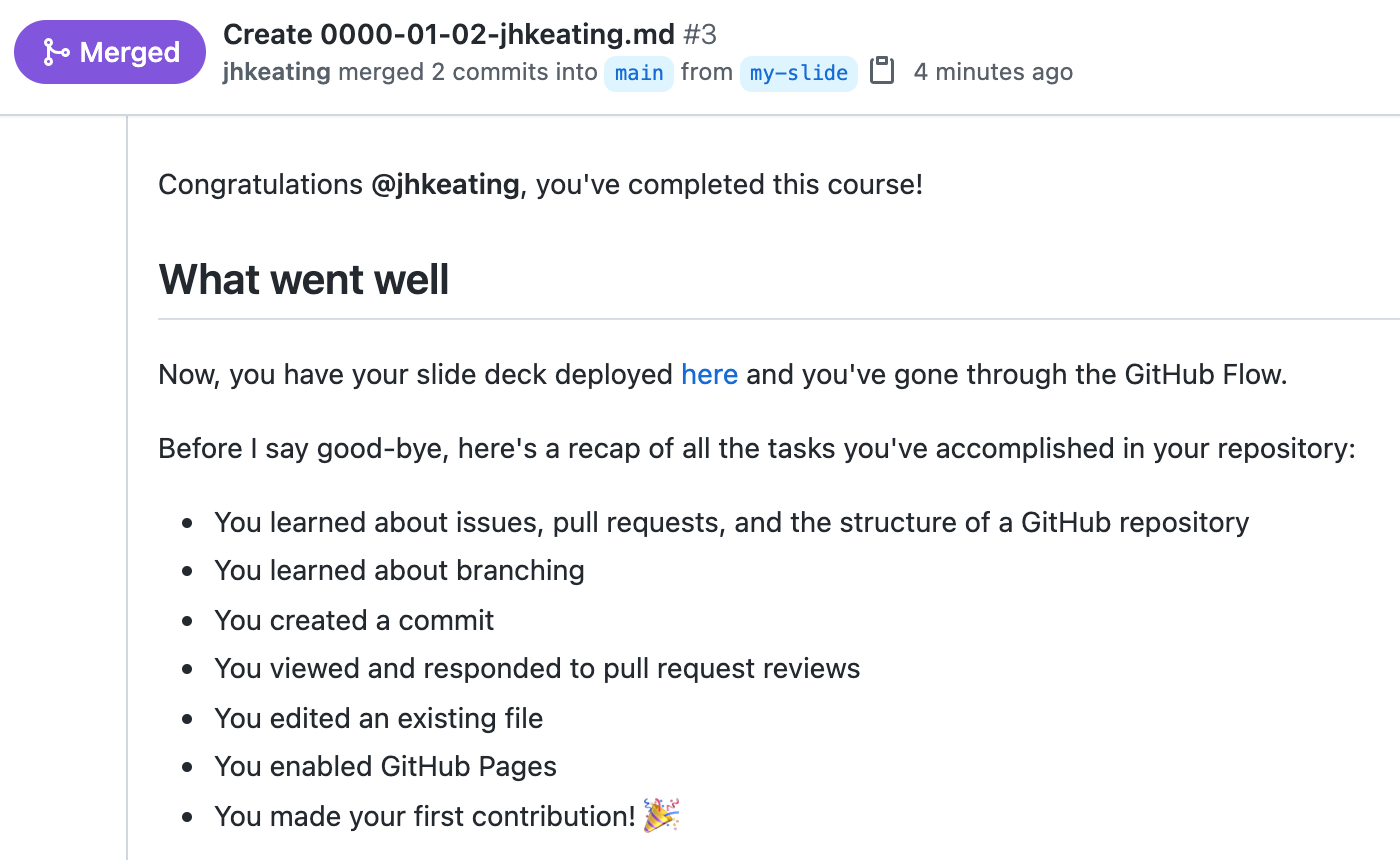 Merged
Create 0000-01-02-jhkeating.md #3
jhkeating merged 2 commits into main from my-slide 4 minutes ago
Congratulations @jhkeating, you've completed this course!
What went well
Now, you have your slide deck deployed here and you've gone through the GitHub Flow.
Before I say good-bye, here's a recap of all the tasks you've accomplished in your repository:
• You learned about issues, pull requests, and the structure of a GitHub repository
• You learned about branching
• You created a commit
• You viewed and responded to pull request reviews
• You edited an existing file
• You enabled GitHub Pages
• You made your first contribution! 🎉